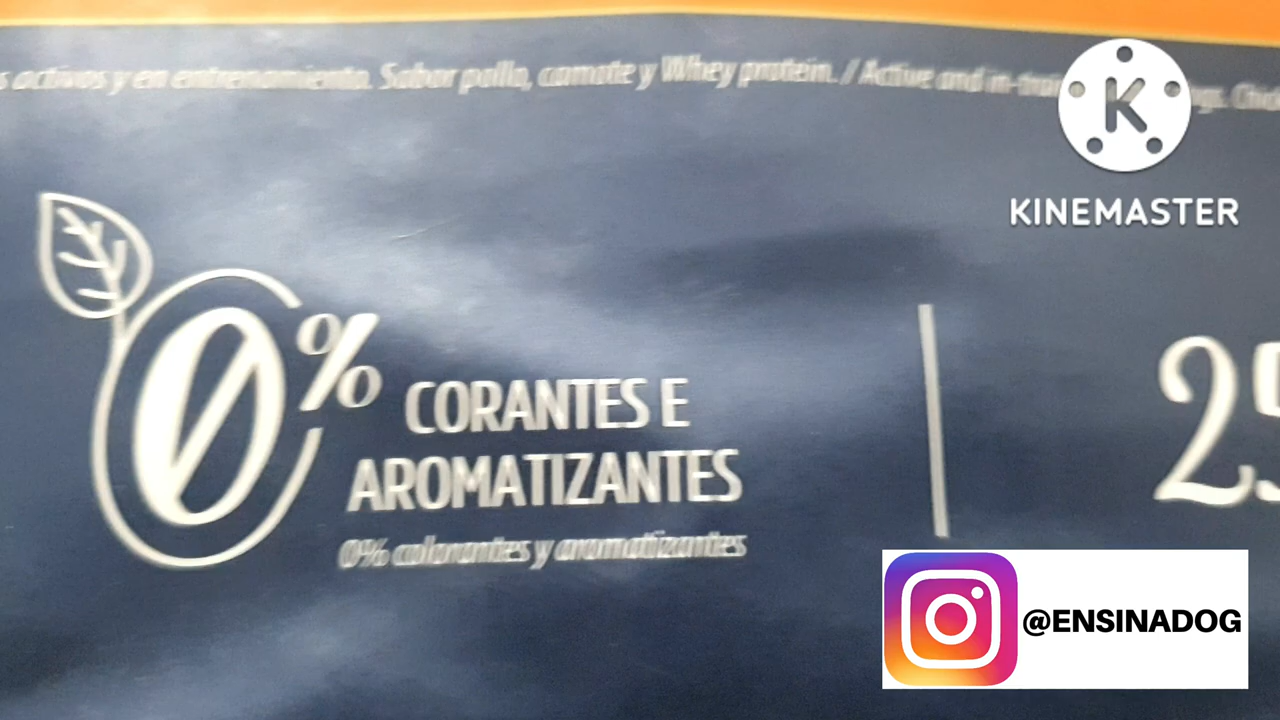 activos y en entrenamiento. Sabor pollo, camote y Whey protein. / Active and in-trai
K
KINEMASTER
0% CORANTES E
AROMATIZANTES
0% colorantes y aromatizantes
25
@ENSINADOG